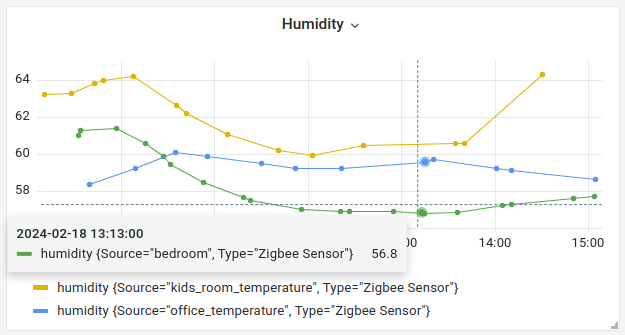 Humidity
64
62
60
58
00 14:00 15:00
2024-02-18 13:13:00
humidity {Source="bedroom", Type="Zigbee Sensor"} 56.8
humidity {Source="kids_room_temperature", Type="Zigbee Sensor"}
humidity {Source="office_temperature", Type="Zigbee Sensor"}